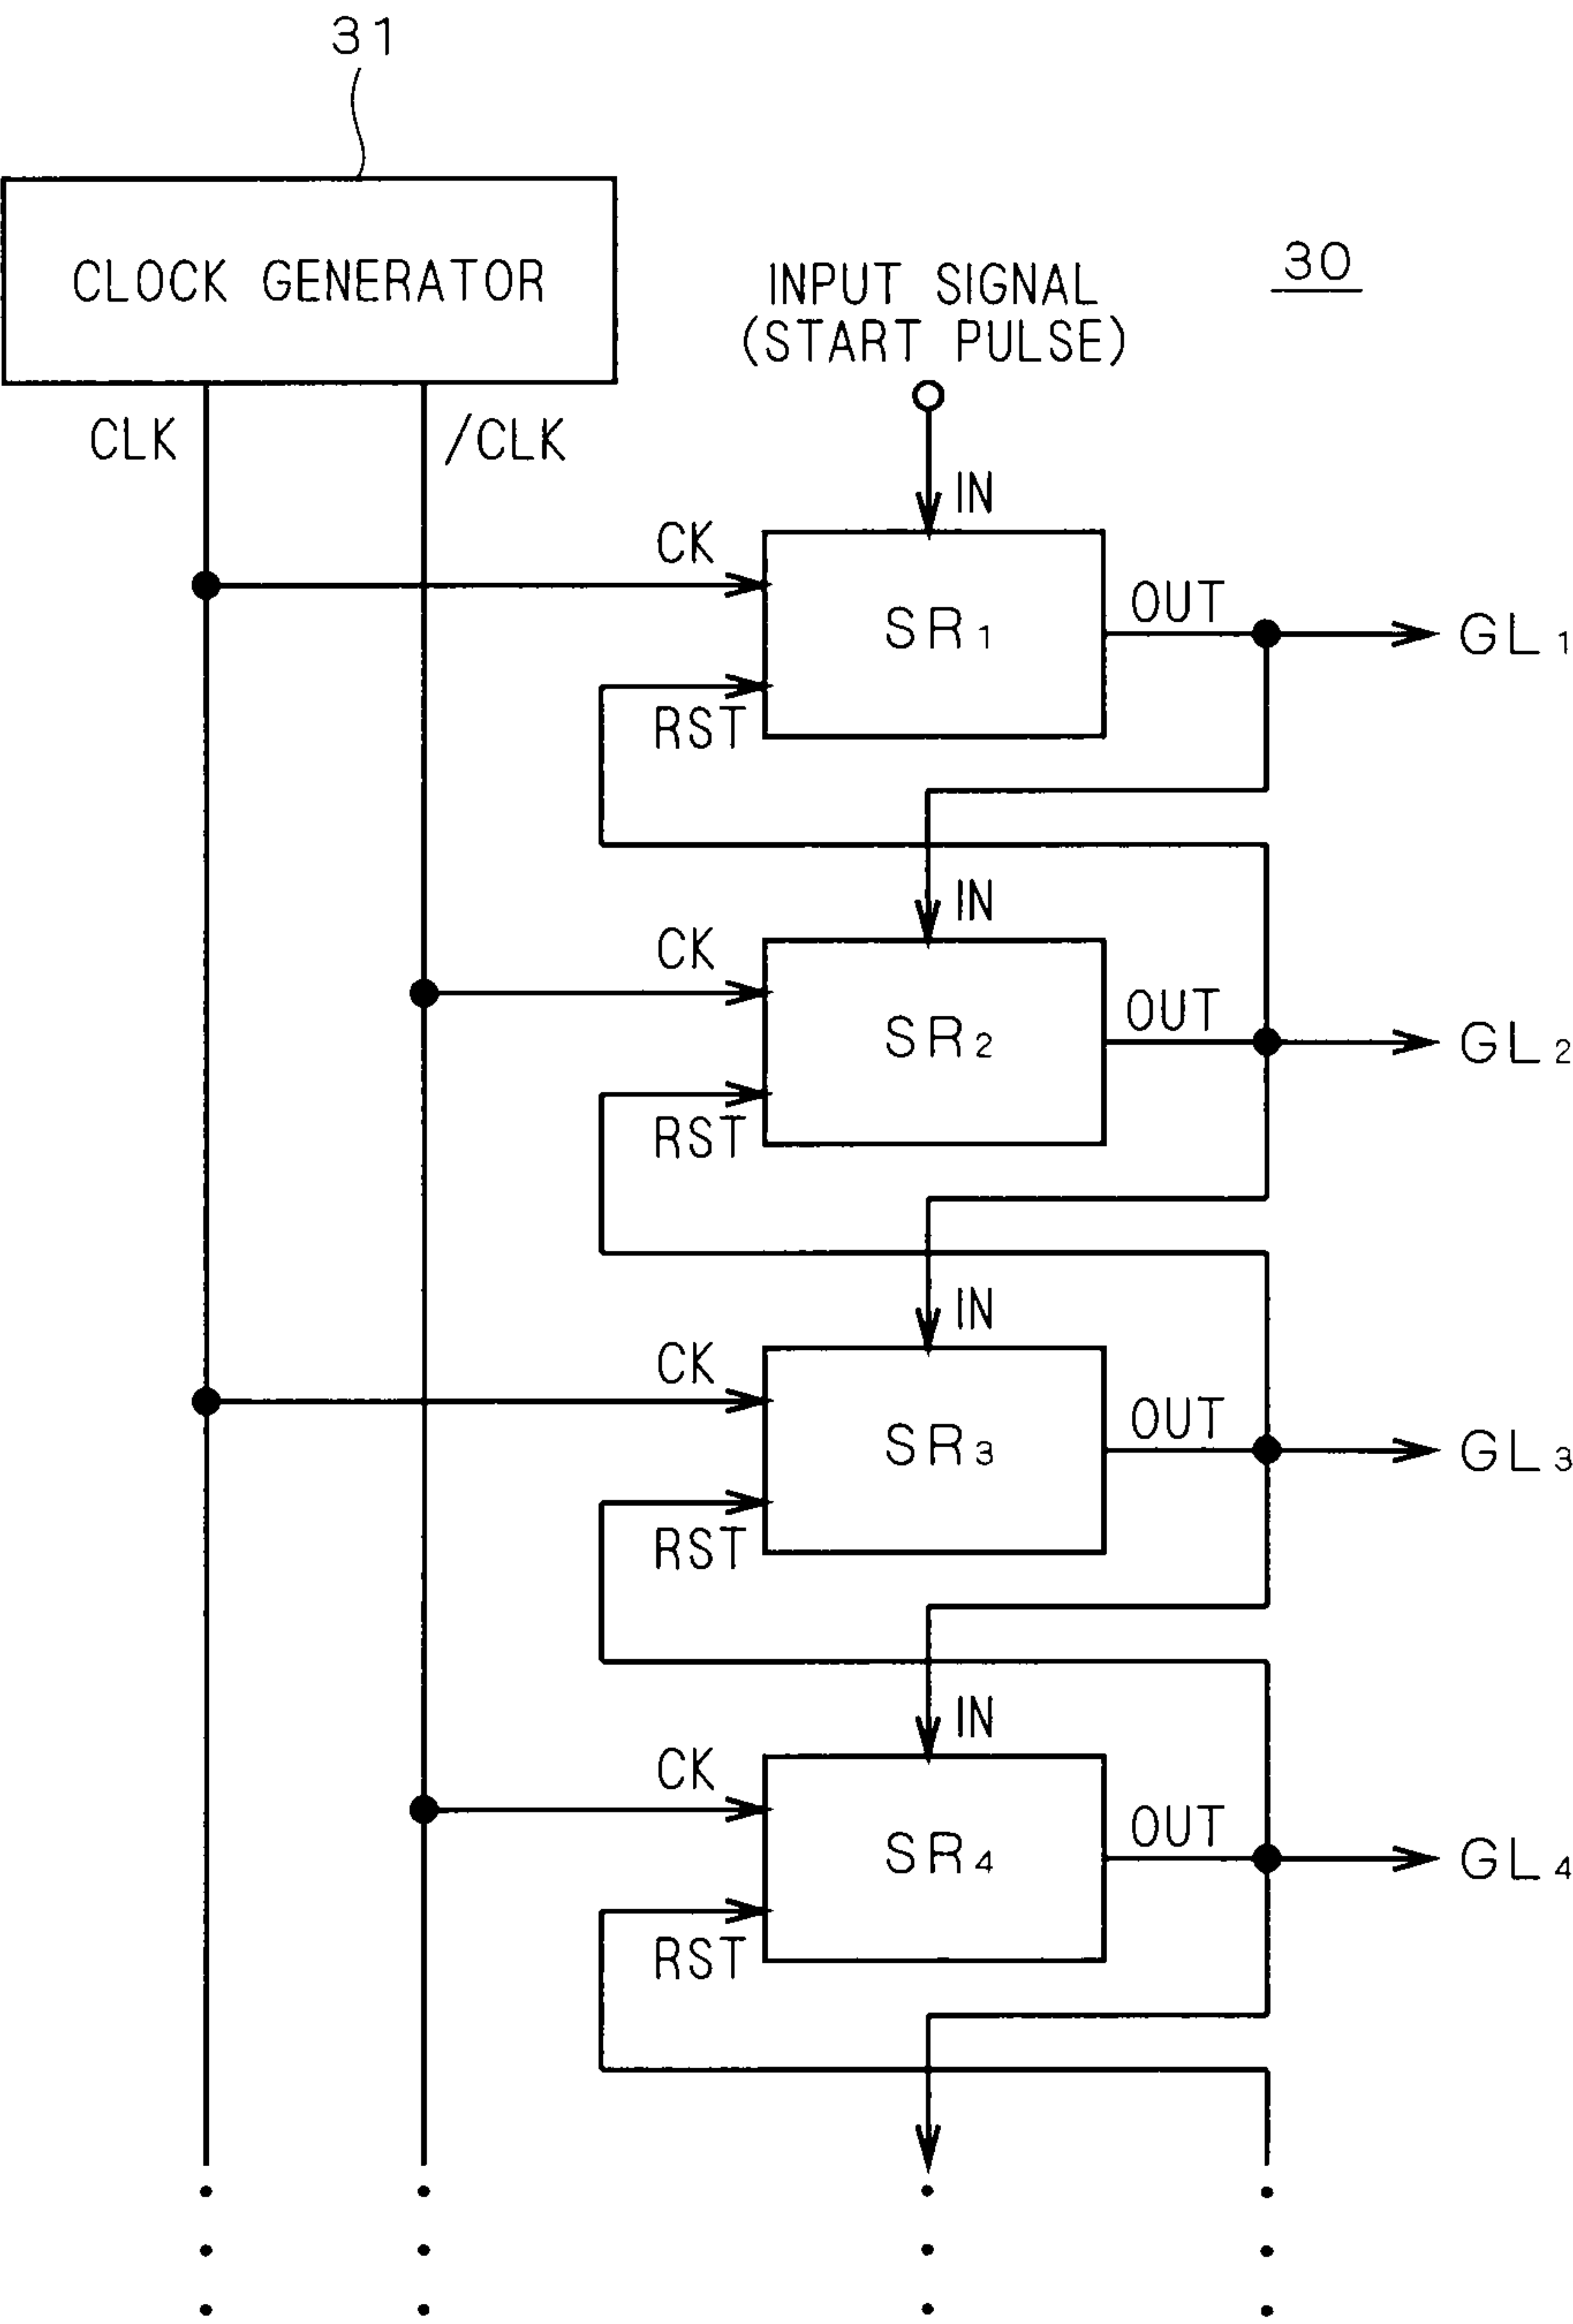 31
CLOCK GENERATOR
30
INPUT SIGNAL
(START PULSE)
CLK
/CLK
IN
CK
SR1
OUT
GL1
RST
IN
CK
SR2
OUT
GL2
RST
IN
CK
SR3
OUT
GL3
RST
IN
CK
SR4
OUT
GL4
RST